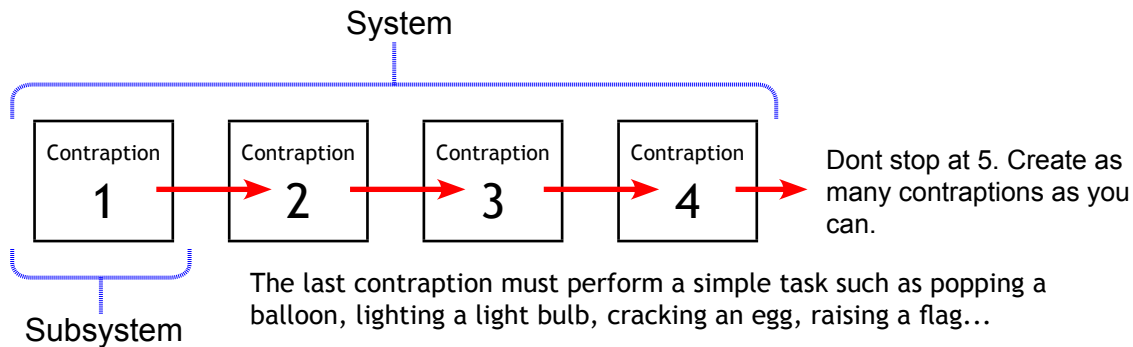 System
Contraption
1
Contraption
2
Contraption
3
Contraption
4
Dont stop at 5. Create as
many contraptions as you
can.
Subsystem
The last contraption must perform a simple task such as popping a
balloon, lighting a light bulb, cracking an egg, raising a flag...